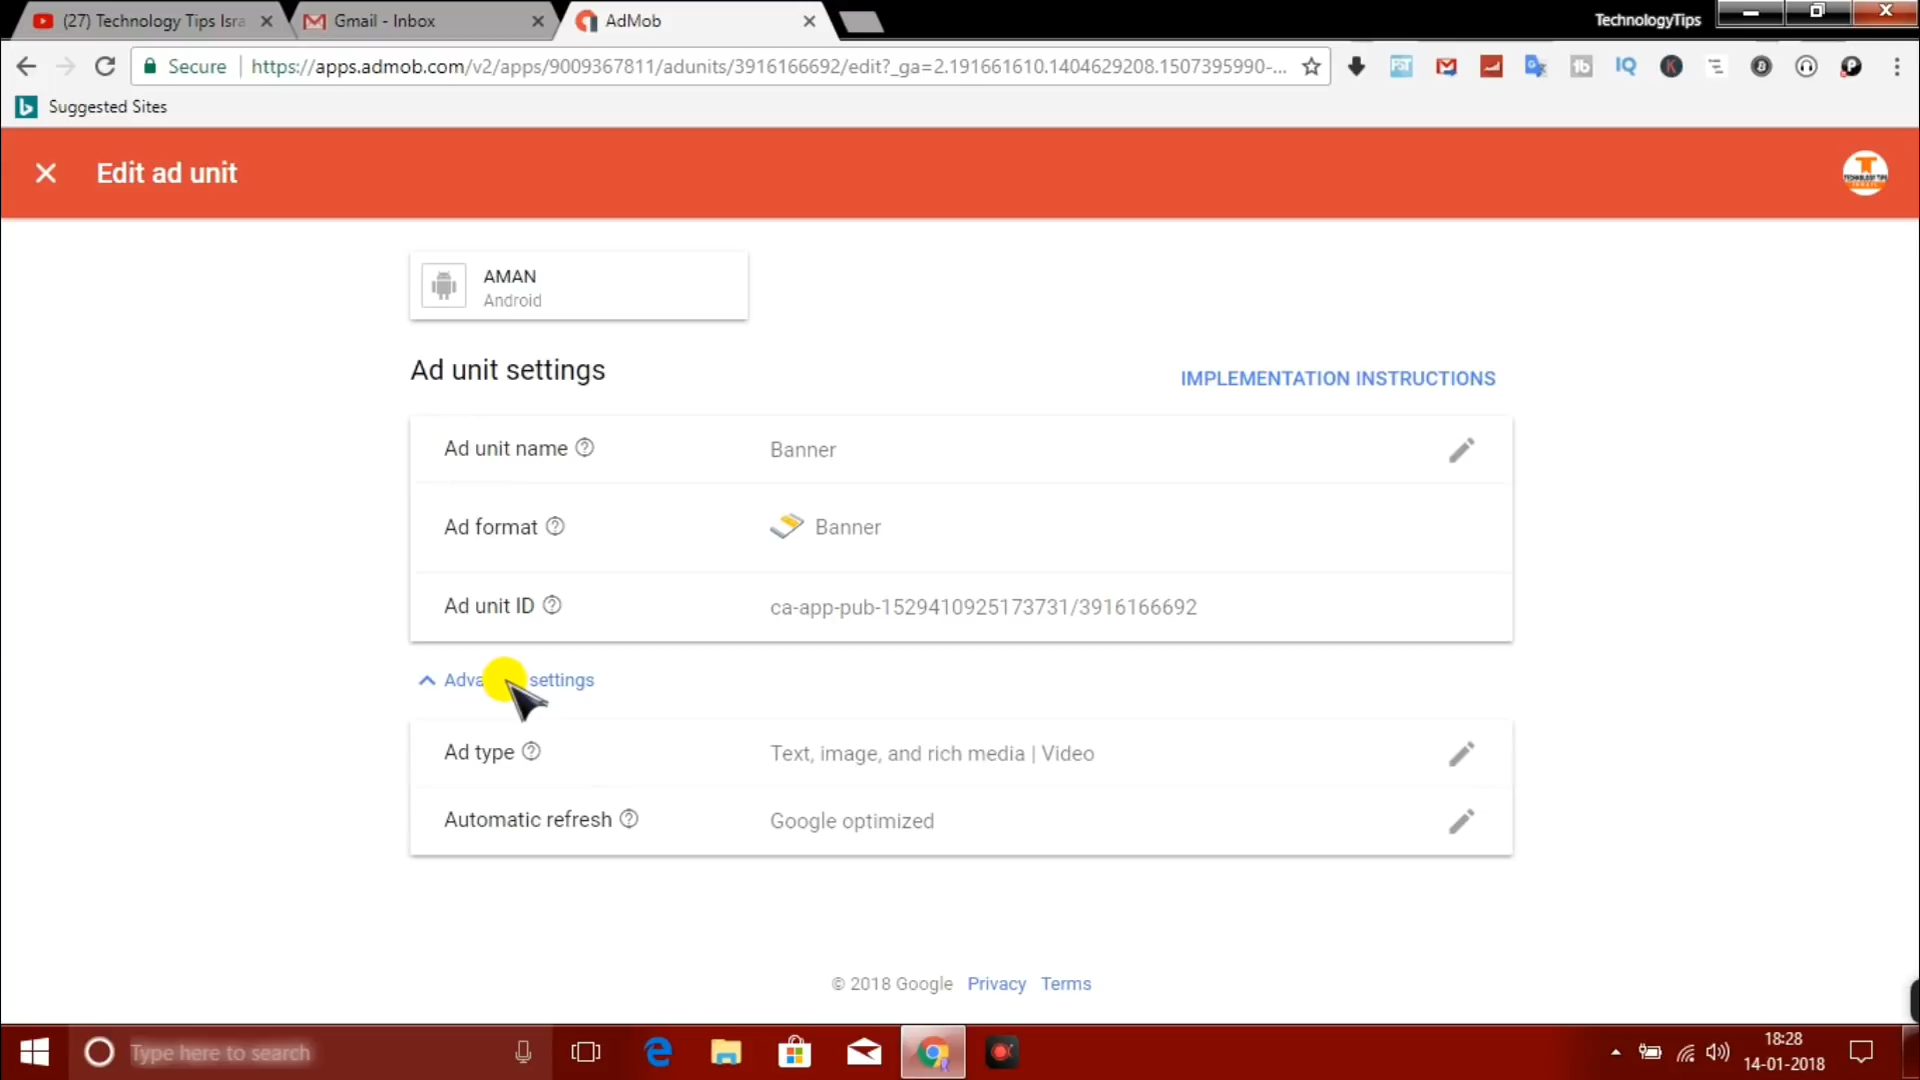 (27) Technology Tips Isra
Gmail - Inbox
AdMob
TechnologyTips
Secure
https://apps.admob.com/v2/apps/9009367811/adunits/3916166692/edit?_ga=2.191661610.1404629208.1507395990-...
Suggested Sites
Edit ad unit
AMAN
Android
Ad unit settings
IMPLEMENTATION INSTRUCTIONS
Ad unit name
Banner
Ad format
Banner
Ad unit ID
ca-app-pub-1529410925173731/3916166692
settings
Ad type
Text, image, and rich media | Video
Automatic refresh
Google optimized
© 2018 Google Privacy Terms
Type here to search
18:28
14-01-2018